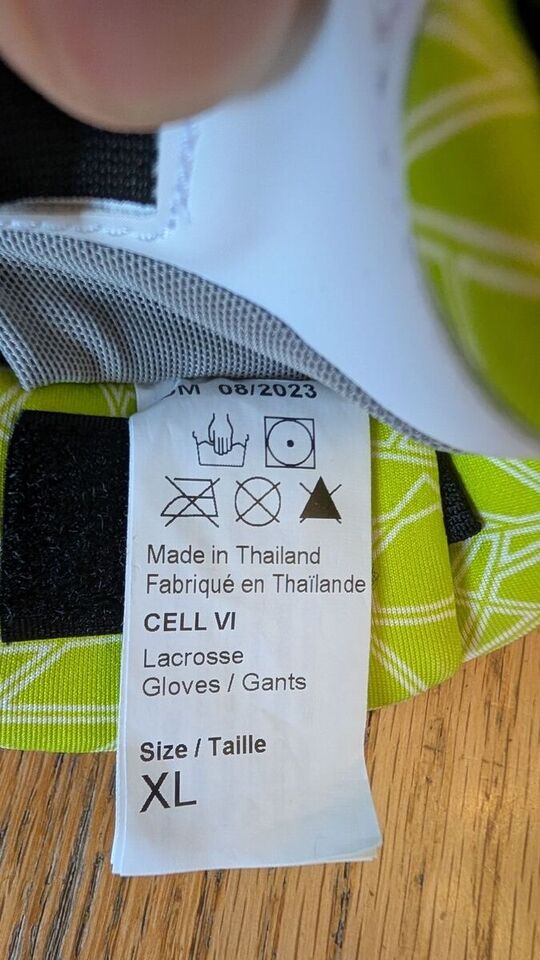 08/2023
Made in Thailand
Fabriqué en Thaïlande
CELL VI
Lacrosse
Gloves / Gants
Size / Taille
XL